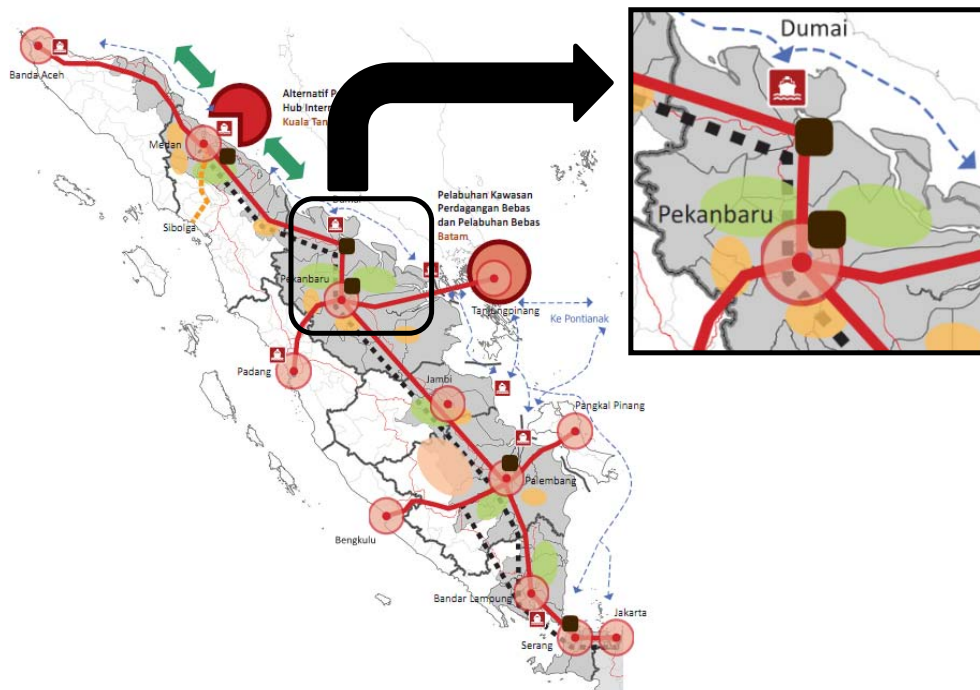 Banda Aceh
Alternatif
Hub Inter
Kuala Tan
Medan
Sibolga
Dumai
Pelabuhan Kawasan
Perdagangan Bebas
dan Pelabuhan Bebas
Batam
Pekanbaru
Tanjungpinang
Ke Pontianak
Padang
Jambi
Pangkal Pinang
Palembang
Bengkulu
Bandar Lampung
Jakarta
Serang
Dumai
Pekanbaru